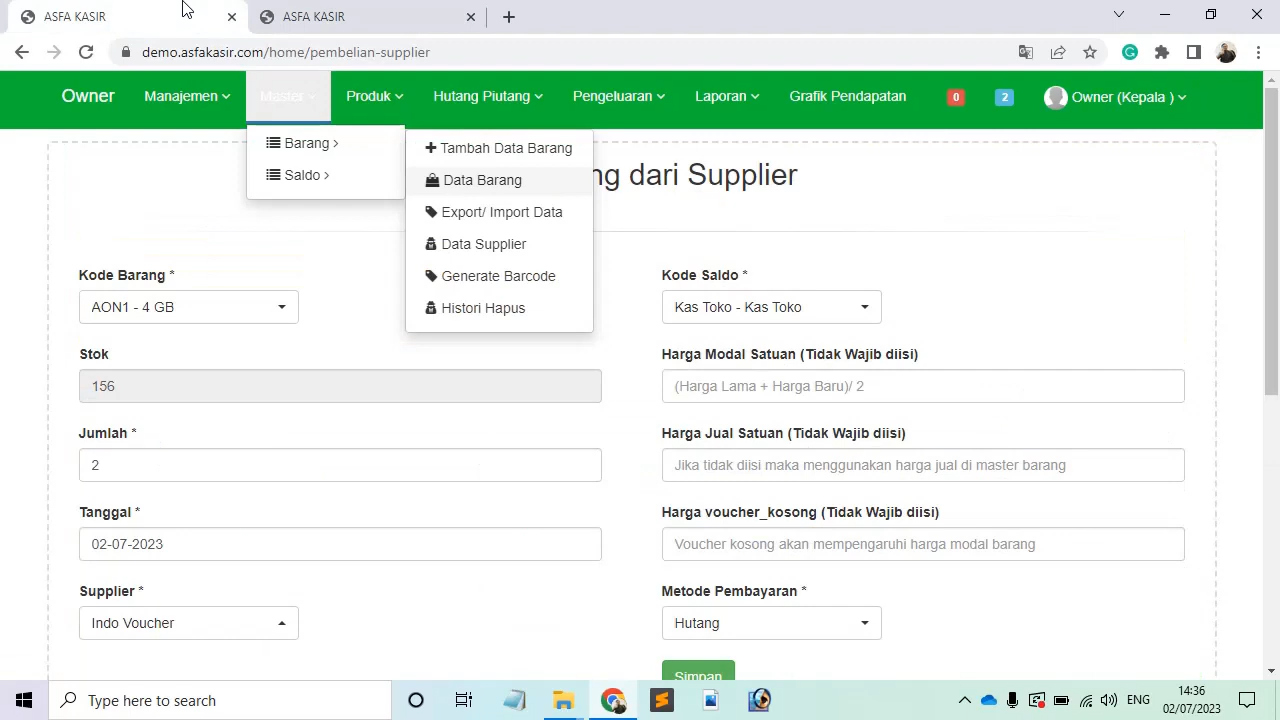 ASFA KASIR
ASFA KASIR
demo.asfakasir.com/home/pembelian-supplier
Owner
Manajemen
Master
Produk
Hutang Piutang
Pengeluaran
Laporan
Grafik Pendapatan
0
2
Owner (Kepala )
Barang >
Saldo >
Tambah Data Barang
Data Barang
Export/ Import Data
Data Supplier
Generate Barcode
Histori Hapus
ng dari Supplier
Kode Barang *
AON1 - 4 GB
Stok
156
Jumlah *
2
Tanggal *
02-07-2023
Supplier *
Indo Voucher
Kode Saldo *
Kas Toko - Kas Toko
Harga Modal Satuan (Tidak Wajib diisi)
(Harga Lama + Harga Baru)/ 2
Harga Jual Satuan (Tidak Wajib diisi)
Jika tidak diisi maka menggunakan harga jual di master barang
Harga voucher_kosong (Tidak Wajib diisi)
Voucher kosong akan mempengaruhi harga modal barang
Metode Pembayaran *
Hutang
Simpan
Type here to search
ENG
14:36
02/07/2023